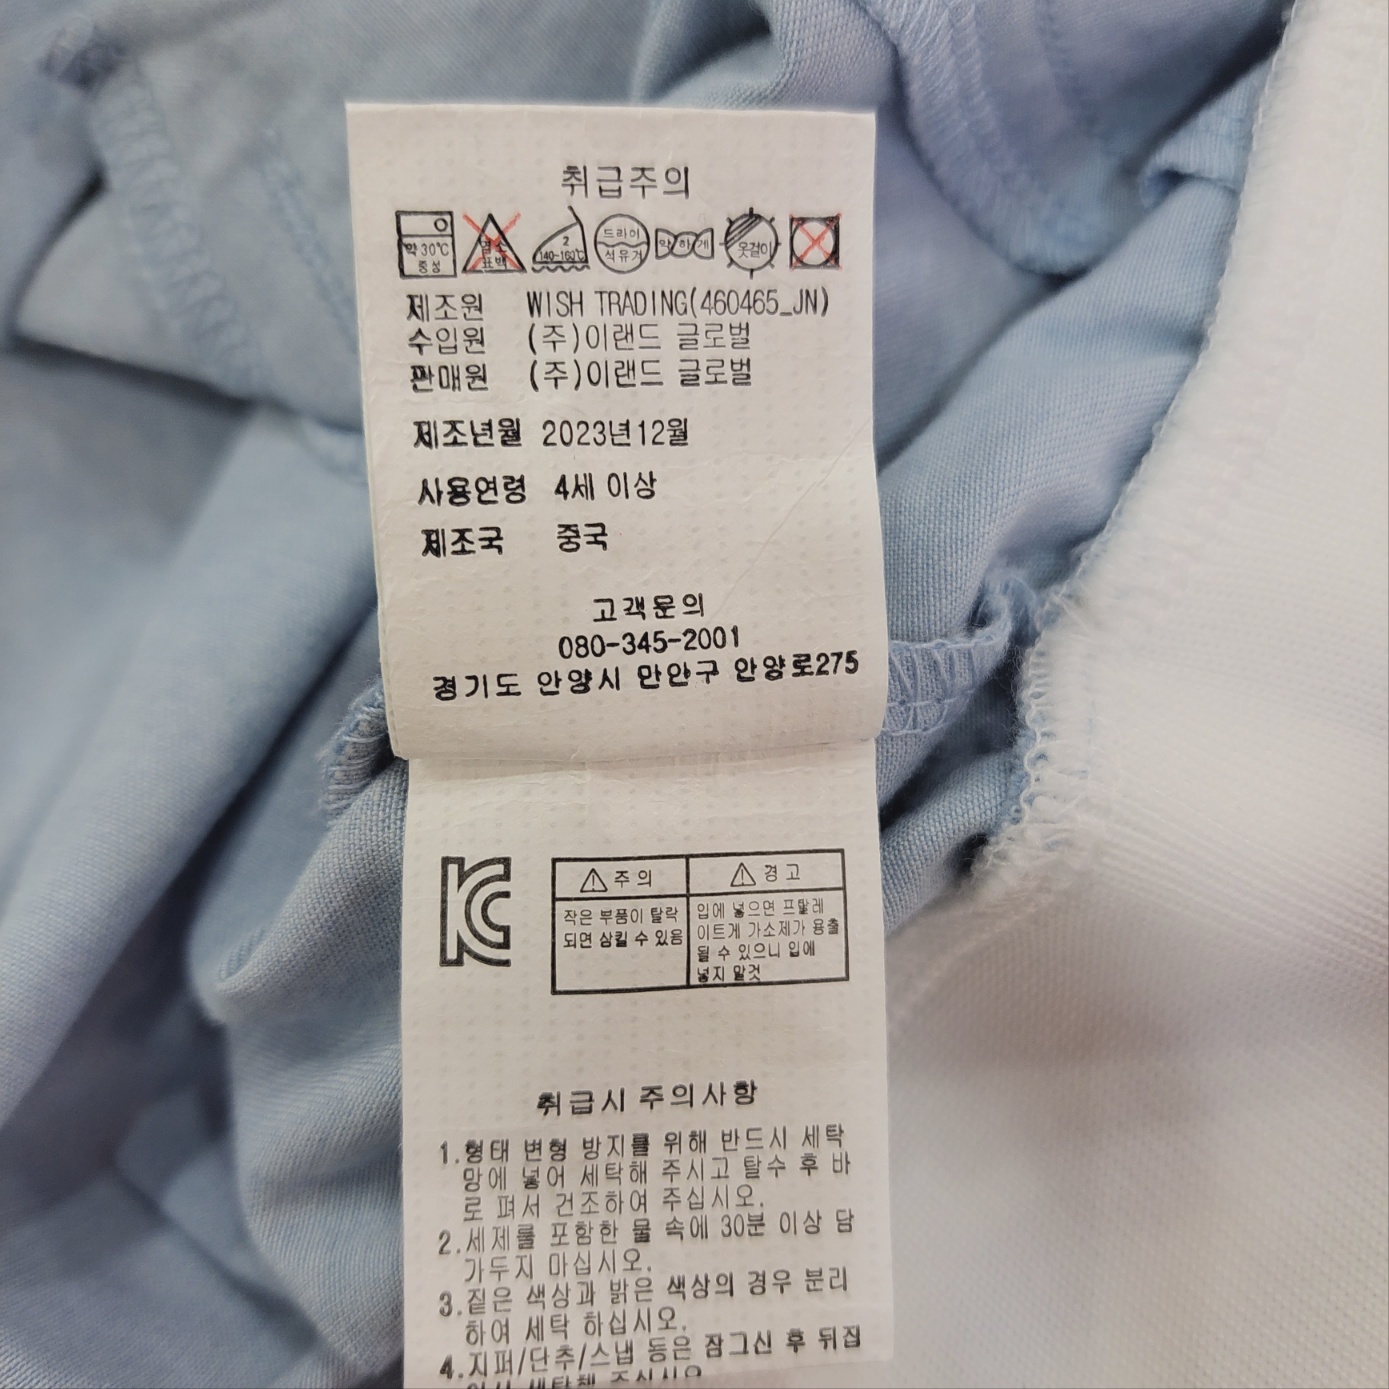 취급주의
약 30℃
중성
염소
표백
2
140-160℃
드라이
석유계
약하게
옷걸이
제조원 WISH TRADING(460465_JN)
수입원 (주)이랜드 글로벌
판매원 (주)이랜드 글로벌
제조년월 2023년12월
사용연령 4세 이상
제조국 중국
고객문의
080-345-2001
경기도 안양시 만안구 안양로275
KC
주의
작은 부품이 탈락
되면 삼킬 수 있음
경고
입에 넣으면 프탈레
이트계 가소제가 용출
될 수 있으니 입에
넣지 말것
취급시 주의사항
1.형태 변형 방지를 위해 반드시 세탁
망에 넣어 세탁해 주시고 탈수 후 바
로 펴서 건조하여 주십시오.
2.세제를 포함한 물 속에 30분 이상 담
가두지 마십시오.
3.짙은 색상과 밝은 색상의 경우 분리
하여 세탁 하십시오.
4.지퍼/단추/스냅 등은 잠그신 후 뒤집
어서 세탁해 주십시오